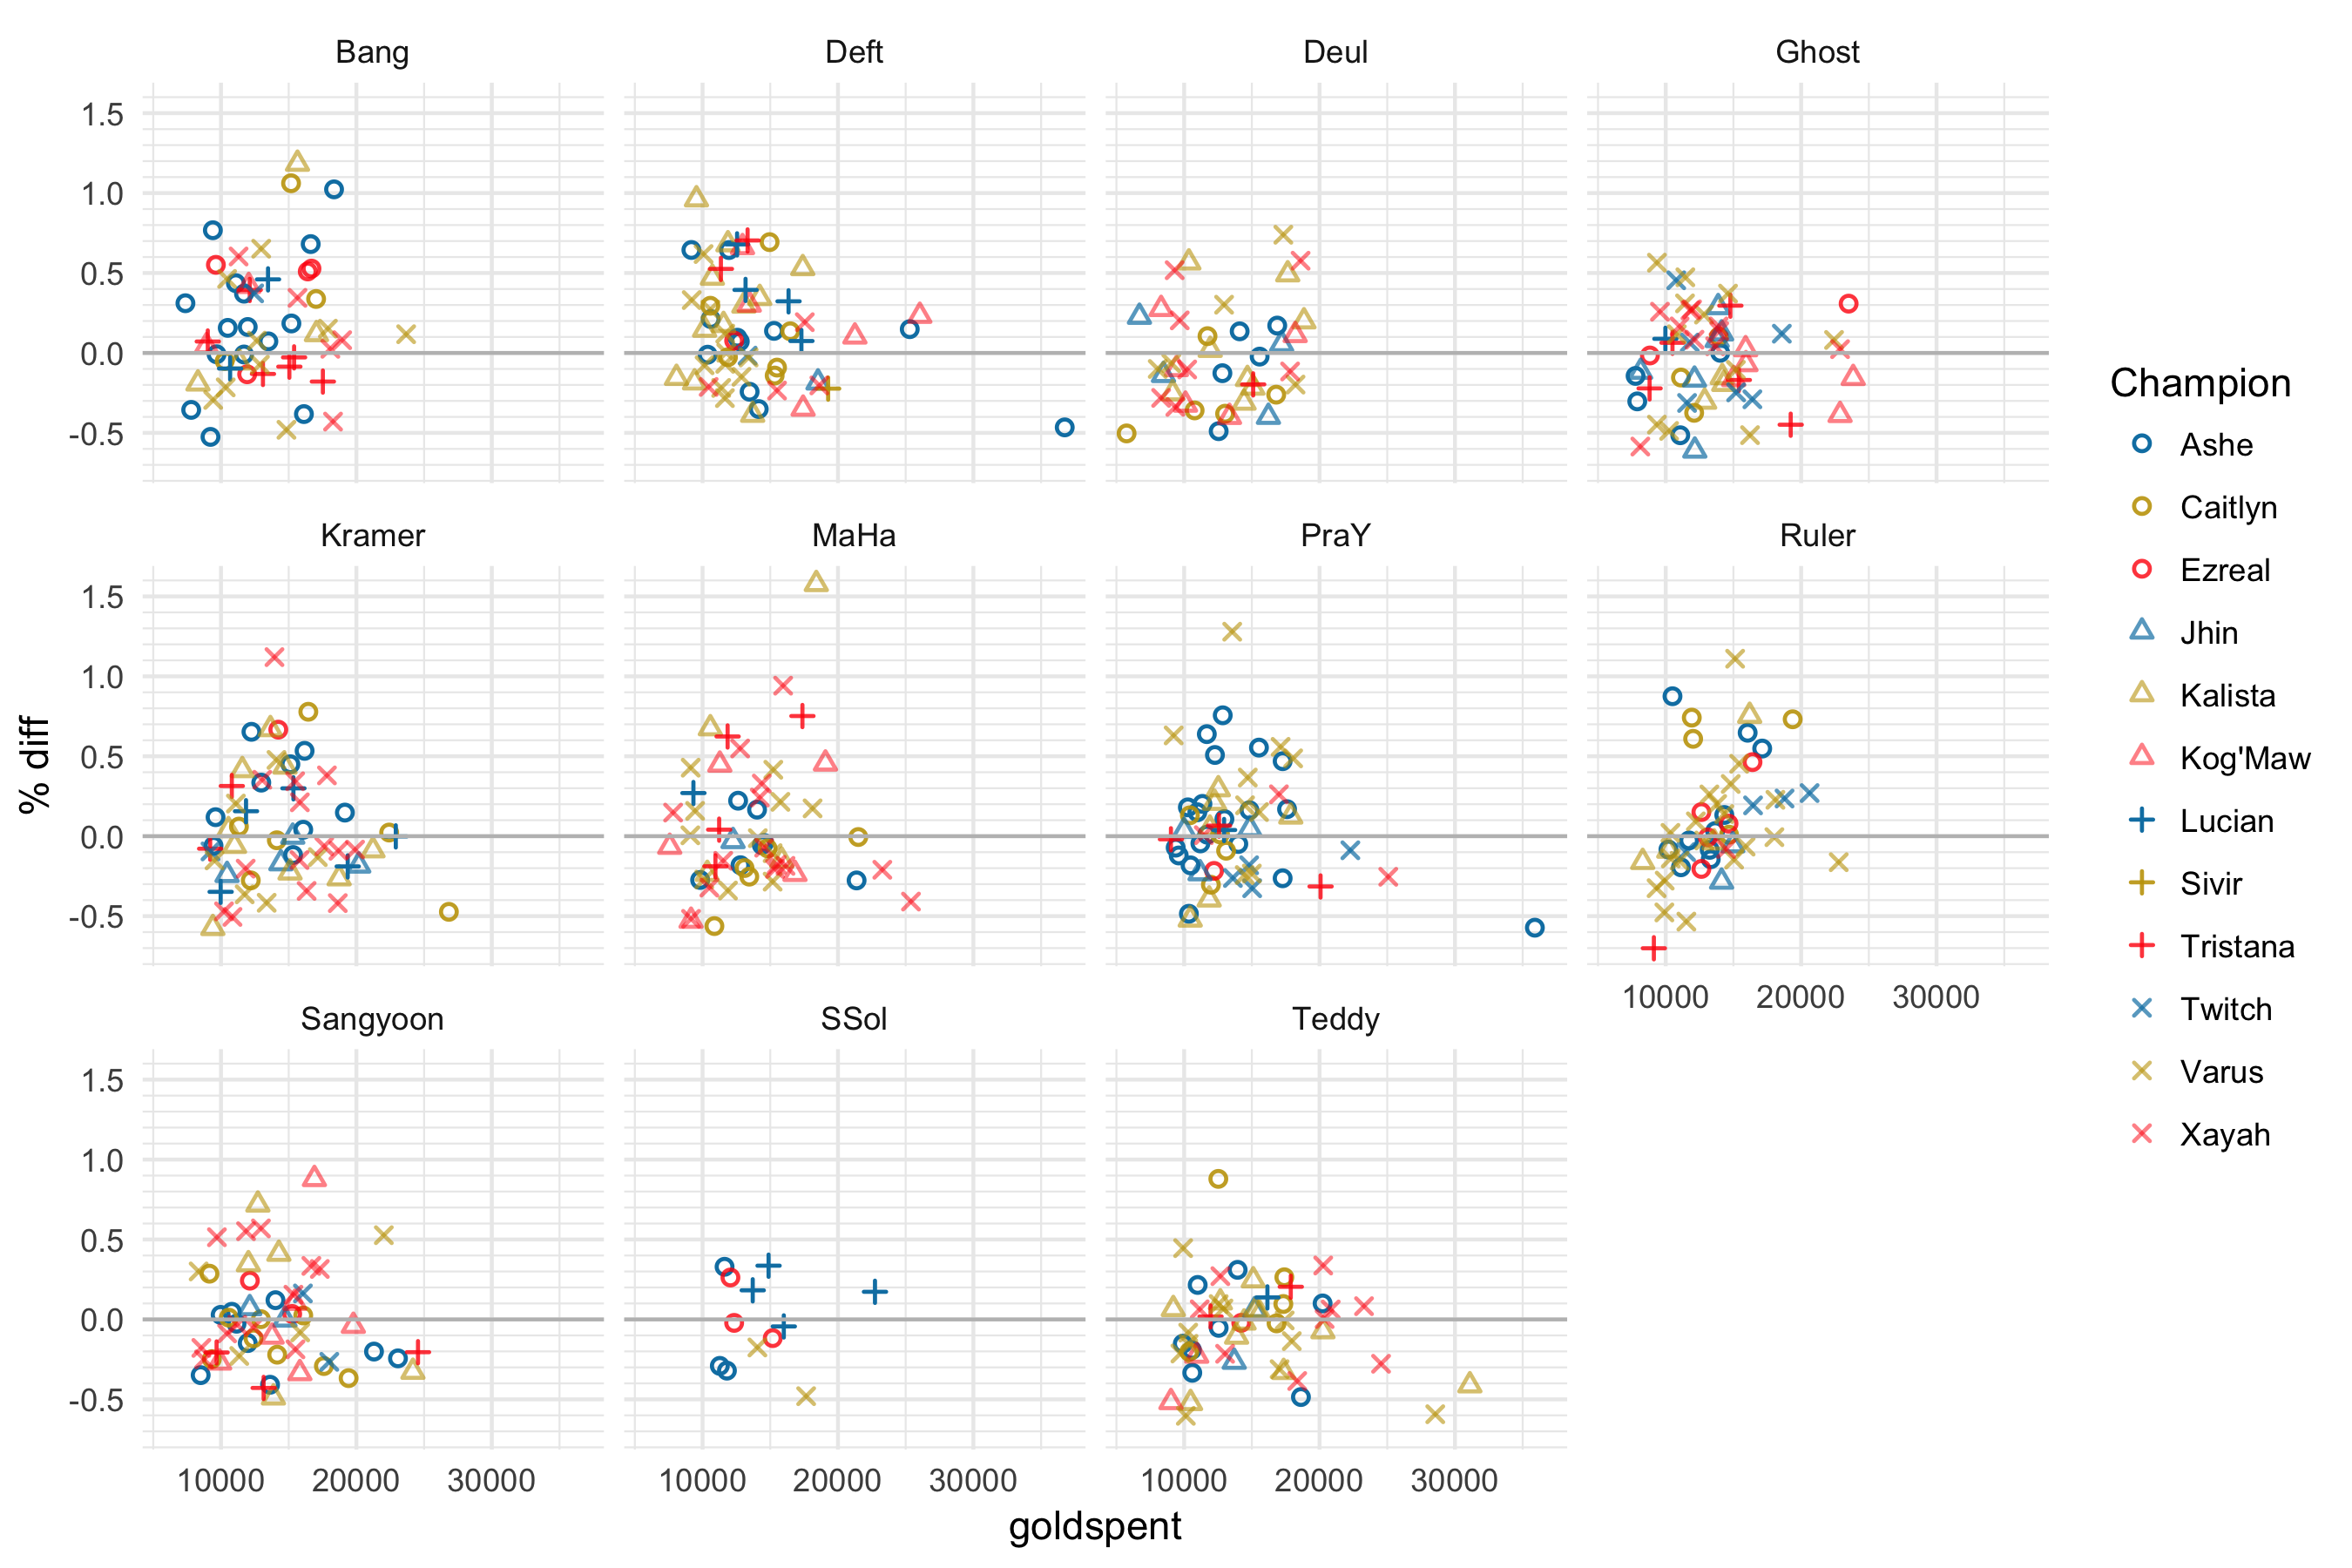 Bang Deft Deul Ghost
1.5
1.0
0.5
0.0
-0.5
Kramer MaHa PraY Ruler
1.5
1.0
0.5
0.0
-0.5
10000 20000 30000
Sangyoon SSol Teddy
1.5
1.0
0.5
0.0
-0.5
10000 20000 30000 10000 20000 30000 10000 20000 30000
goldspent
% diff
Champion
Ashe
Caitlyn
Ezreal
Jhin
Kalista
Kog'Maw
Lucian
Sivir
Tristana
Twitch
Varus
Xayah